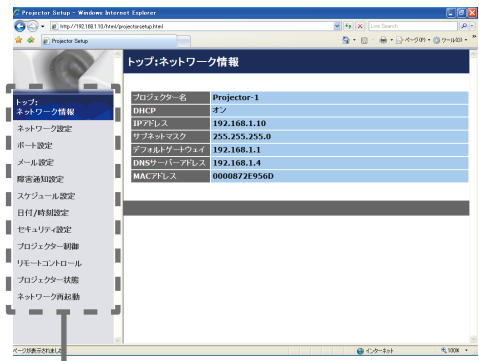 Projector Setup - Windows Internet Explorer
http://192.168.1.10/html/projectorsetup.html
Live Search
Projector Setup
ページ(P)
ツール(O)
トップ:ネットワーク情報
プロジェクター名 Projector-1
DHCP オン
IPアドレス 192.168.1.10
サブネットマスク 255.255.255.0
デフォルトゲートウェイ 192.168.1.1
DNSサーバーアドレス 192.168.1.4
MACアドレス 0000872E956D
トップ:
ネットワーク情報
ネットワーク設定
ポート設定
メール設定
障害通知設定
スケジュール設定
日付/時刻設定
セキュリティ設定
プロジェクター制御
リモートコントロール
プロジェクター状態
ネットワーク再起動
ページが表示されました
インターネット
100%